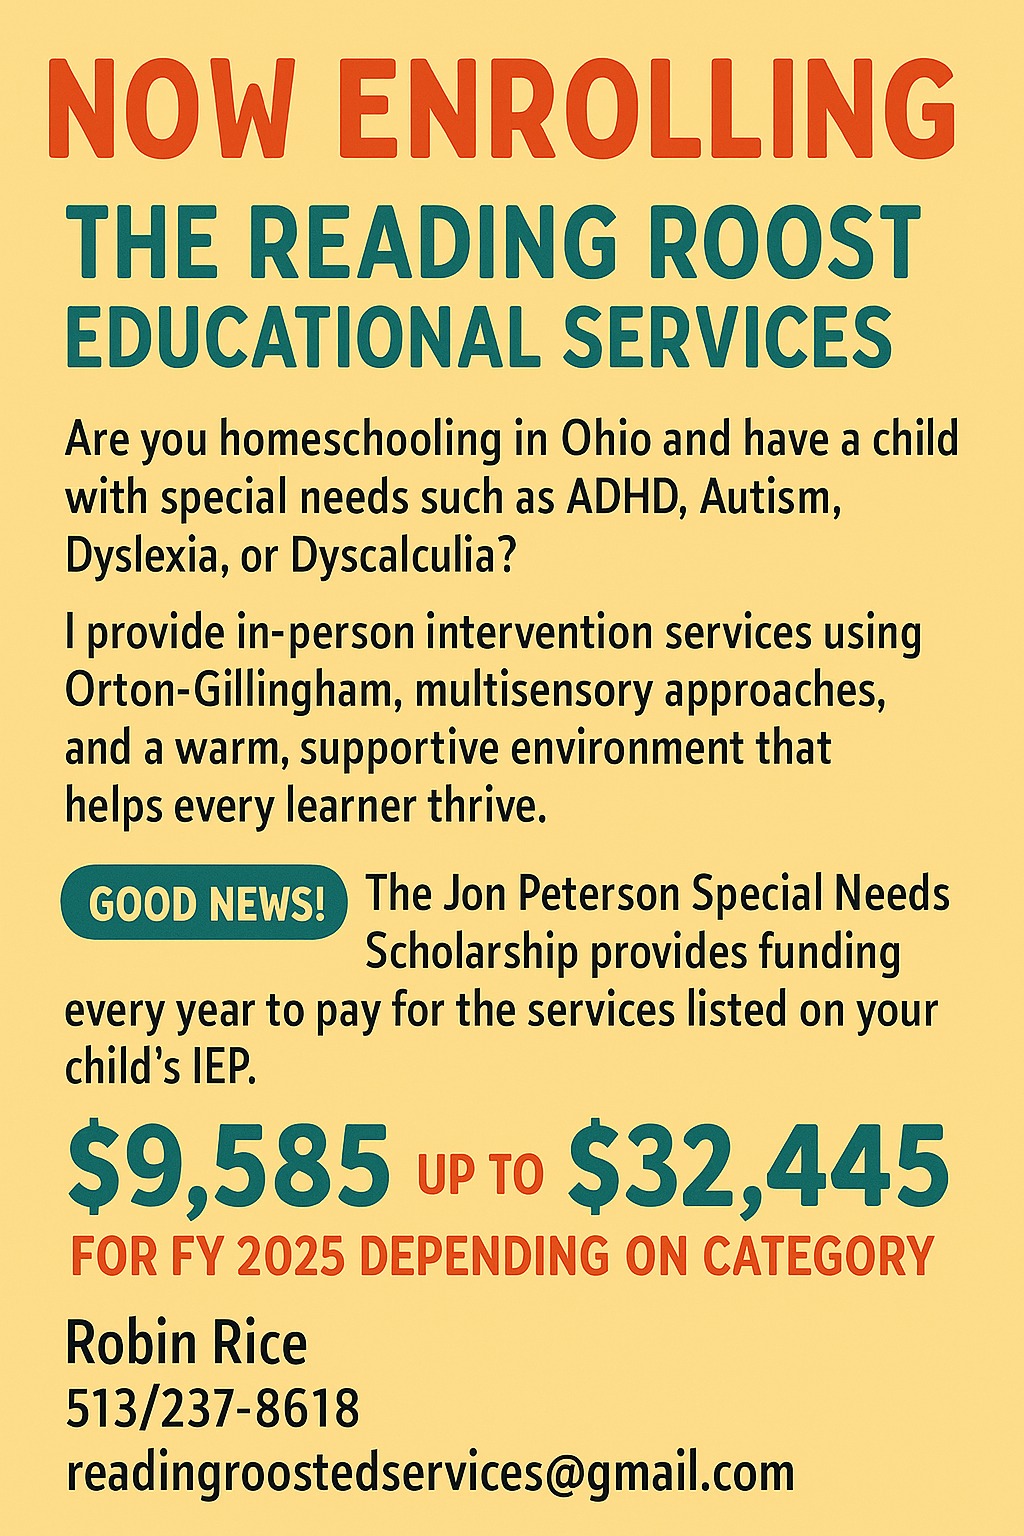 NOW ENROLLING
THE READING ROOST
EDUCATIONAL SERVICES
Are you homeschooling in Ohio and have a child
with special needs such as ADHD, Autism,
Dyslexia, or Dyscalculia?
I provide in-person intervention services using
Orton-Gillingham, multisensory approaches,
and a warm, supportive environment that
helps every learner thrive.
GOOD NEWS! The Jon Peterson Special Needs
Scholarship provides funding
every year to pay for the services listed on your
child's IEP.
$9,585 UP TO $32,445
FOR FY 2025 DEPENDING ON CATEGORY
Robin Rice
513/237-8618
readingroostedservices@gmail.com